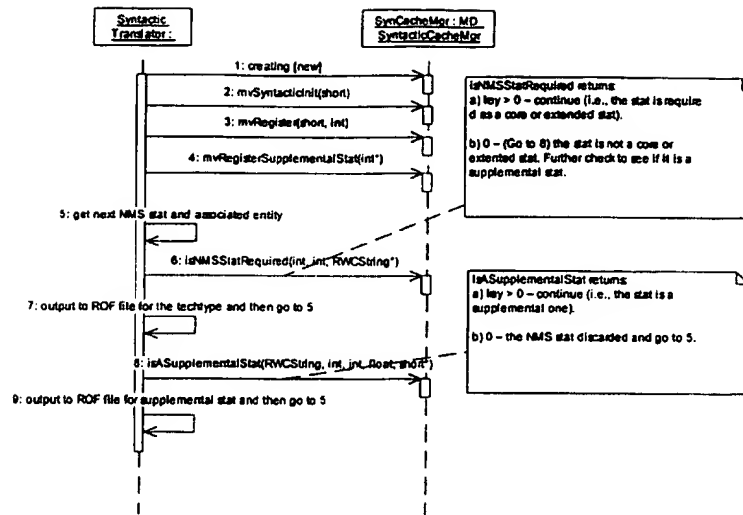 Syntactic
Translator :
SynCacheMgr : MD
SyntacticCacheMgr
1: creating [new]
2: mvSyntacticInit(short)
3: mvRegister(short, int)
4: mvRegisterSupplementalStat(int*)
5: get next NMS stat and associated entity
6: isNMSStatRequired(int, int, RWCString*)
7: output to ROF file for the techtype and then go to 5
8: isASupplementalStat(RWCString, int, int, float, short*)
9: output to ROF file for supplemental stat and then go to 5
isNMSStatRequired returns:
a) key > 0 – continue (i.e., the stat is require
d as a core or extended stat).
b) 0 – (Go to 8) the stat is not a core or
extented stat. Further check to see if it is a
supplemental stat.
isASupplementalStat returns:
a) key > 0 – continue (i.e., the stat is a
supplemental one).
b) 0 – the NMS stat discarded and go to 5.